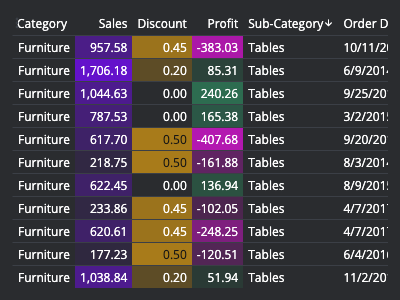 Category Sales Discount Profit Sub-Category↓ Order D
Furniture 957.58 0.45 -383.03 Tables 10/11/20
Furniture 1,706.18 0.20 85.31 Tables 6/9/2014
Furniture 1,044.63 0.00 240.26 Tables 9/25/201
Furniture 787.53 0.00 165.38 Tables 3/2/2015
Furniture 617.70 0.50 -407.68 Tables 9/20/201
Furniture 218.75 0.50 -161.88 Tables 8/3/2014
Furniture 622.45 0.00 136.94 Tables 8/9/2015
Furniture 233.86 0.45 -102.05 Tables 4/7/2017
Furniture 620.61 0.45 -248.25 Tables 4/7/2017
Furniture 177.23 0.50 -120.51 Tables 6/4/2016
Furniture 1,038.84 0.20 51.94 Tables 11/2/201